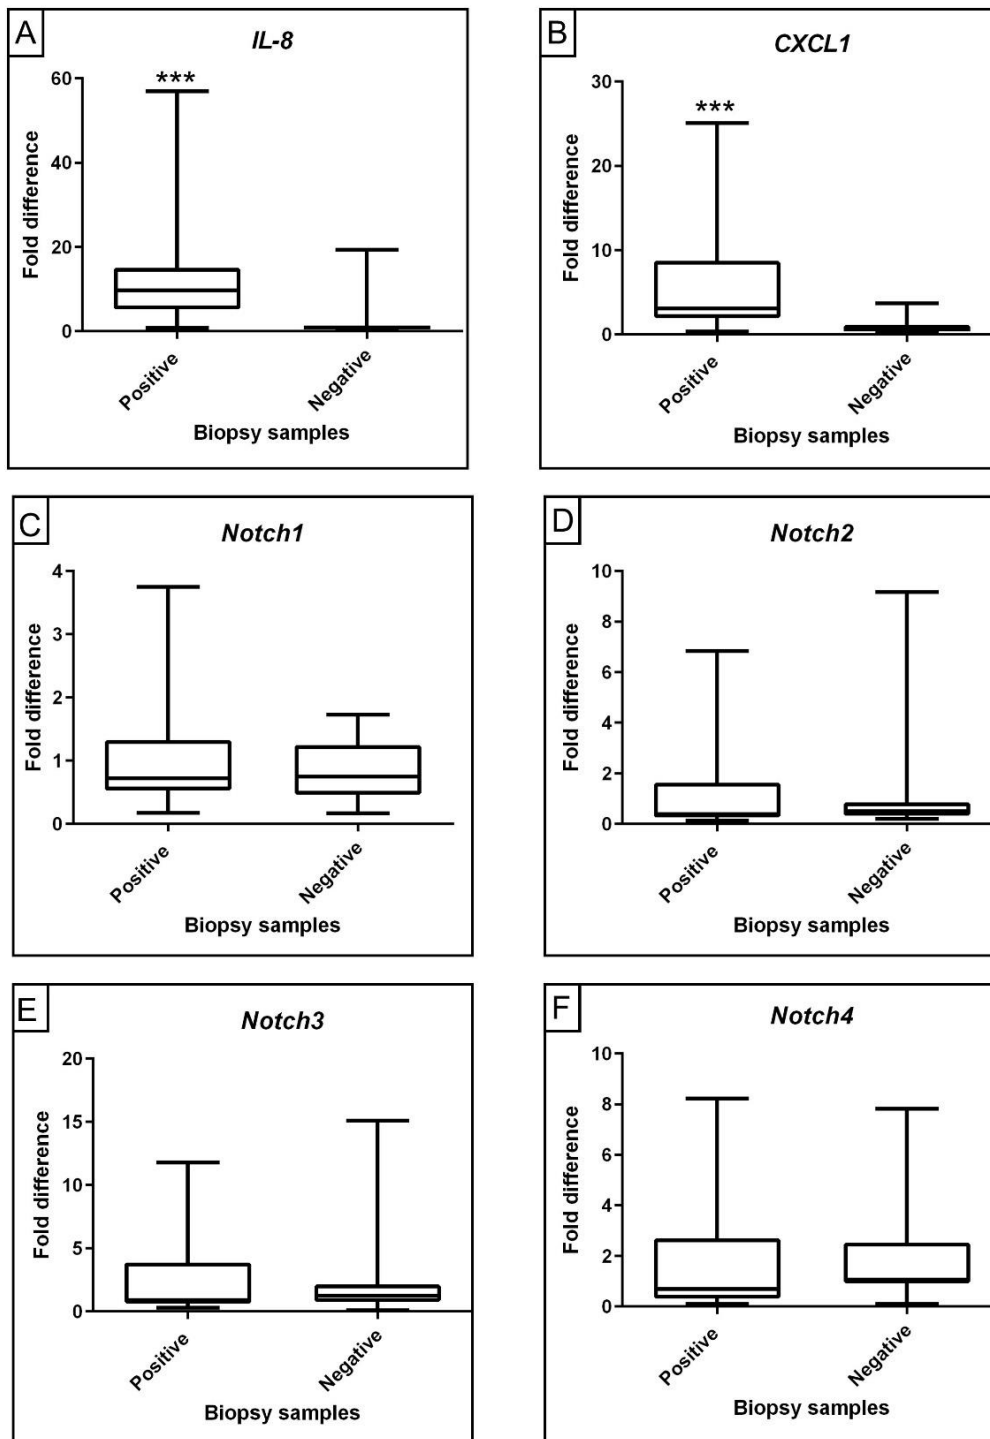 A
IL-8
***
Fold difference
60
40
20
0
Positive
Negative
Biopsy samples
B
CXCL1
***
Fold difference
30
20
10
0
Positive
Negative
Biopsy samples
C
Notch1
Fold difference
4
3
2
1
0
Positive
Negative
Biopsy samples
D
Notch2
Fold difference
10
8
6
4
2
0
Positive
Negative
Biopsy samples
E
Notch3
Fold difference
20
15
10
5
0
Positive
Negative
Biopsy samples
F
Notch4
Fold difference
10
8
6
4
2
0
Positive
Negative
Biopsy samples